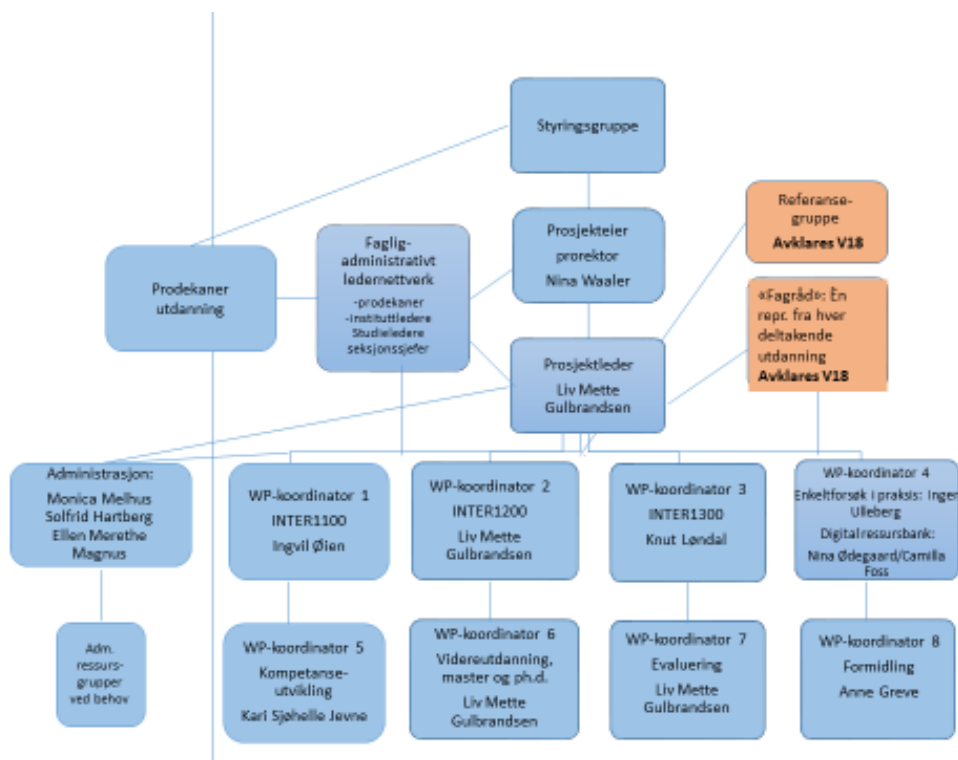 Styringsgruppe
Referanse-
gruppe
Avklares V18
Prosjekteier
prorektor
Nina Waaler
Faglig-
administrativt
ledernettverk
-prodekaner
-Instituttledere
Studieledere
seksjonssjefer
Prodekaner
utdanning
«Fagråd»: Èn
repr. fra hver
deltakende
utdanning
Avklares V18
Prosjektleder
Liv Mette
Gulbrandsen
Administrasjon:
Monica Melhus
Solfrid Hartberg
Ellen Merethe
Magnus
WP-koordinator 1
INTER1100
Ingvil Øien
WP-koordinator 2
INTER1200
Liv Mette
Gulbrandsen
WP-koordinator 3
INTER1300
Knut Løndal
WP-koordinator 4
Enkeltforsøk i praksis: Inger
Ulleberg
Digital ressursbank:
Nina Ødegaard/Camilla
Foss
Adm.
ressurs-
grupper
ved behov
WP-koordinator 5
Kompetanse-
utvikling
Kari Sjøhelle Jevne
WP-koordinator 6
Videreutdanning,
master og ph.d.
Liv Mette
Gulbrandsen
WP-koordinator 7
Evaluering
Liv Mette
Gulbrandsen
WP-koordinator 8
Formidling
Anne Greve